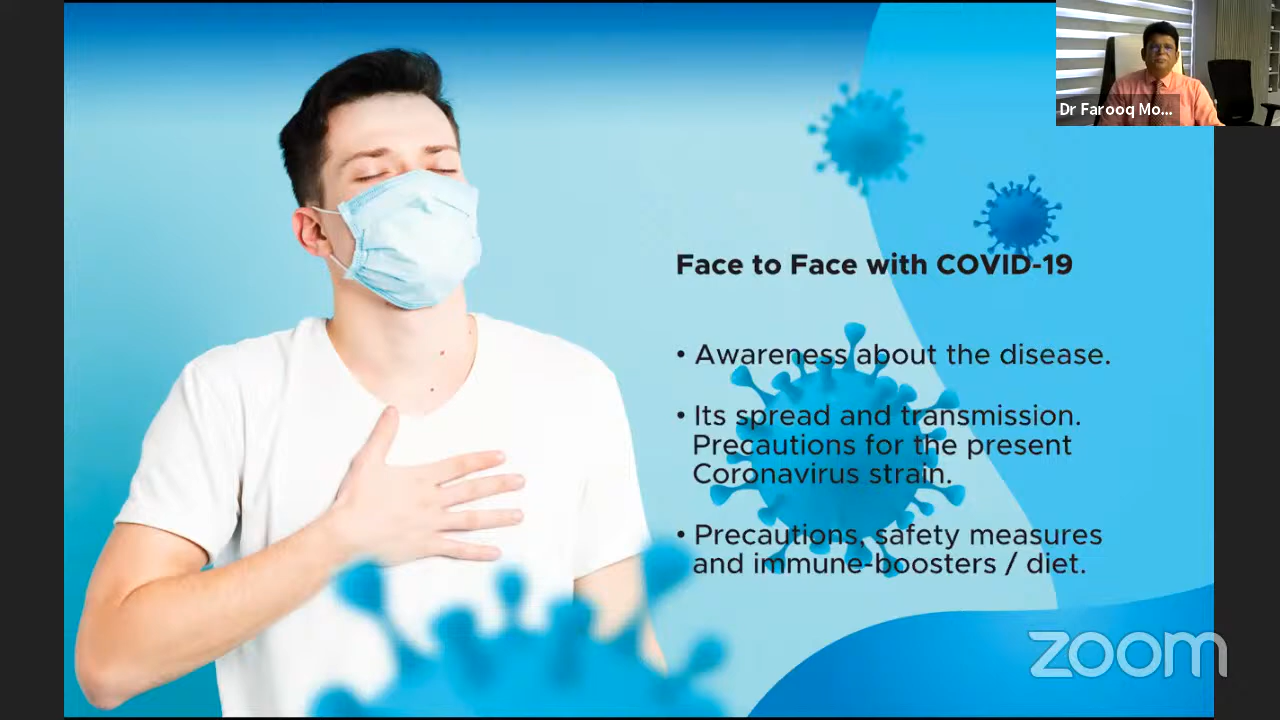 Dr Farooq Mo...
Face to Face with COVID-19
• Awareness about the disease.
• Its spread and transmission.
Precautions for the present
Coronavirus strain.
• Precautions, safety measures
and immune-boosters / diet.
zoom